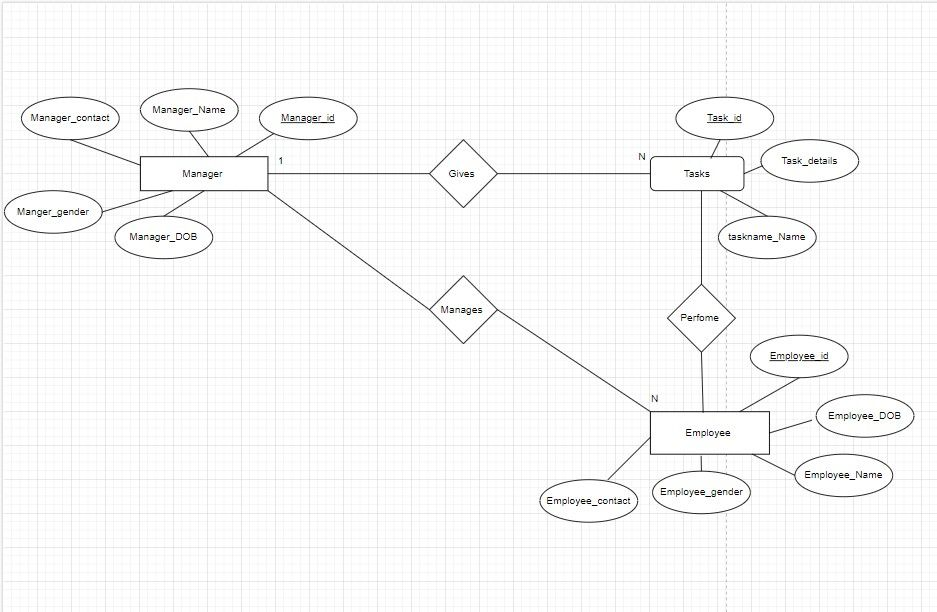 Manager_contact
Manager_Name
Manager_id
Task_id
1
N
Task_details
Manager
Gives
Tasks
Manger_gender
Manager_DOB
taskname_Name
Manages
Perfome
Employee_id
N
Employee_DOB
Employee
Employee_Name
Employee_contact
Employee_gender